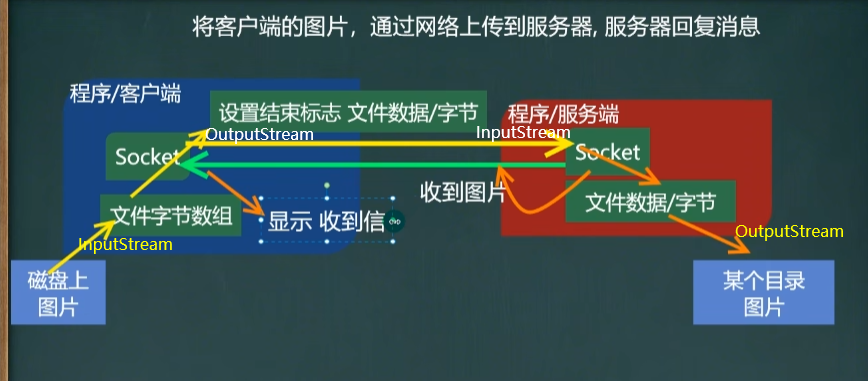 将客户端的图片，通过网络上传到服务器, 服务器回复消息
程序/客户端
设置结束标志 文件数据/字节
程序/服务端
OutputStream
InputStream
Socket
Socket
收到图片
文件字节数组
显示 收到信
文件数据/字节
InputStream
OutputStream
磁盘上
图片
某个目录
图片